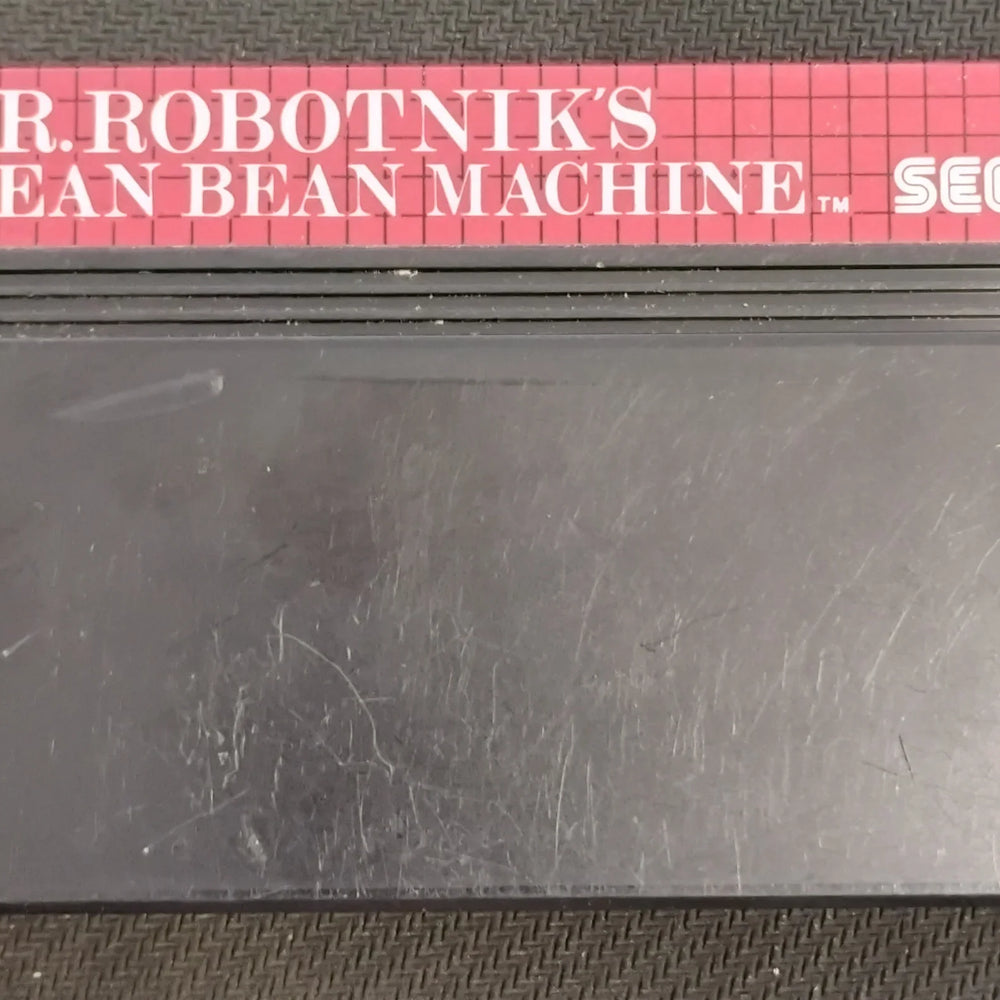 R. ROBOTNIK'S
EAN BEAN MACHINE™
SEG